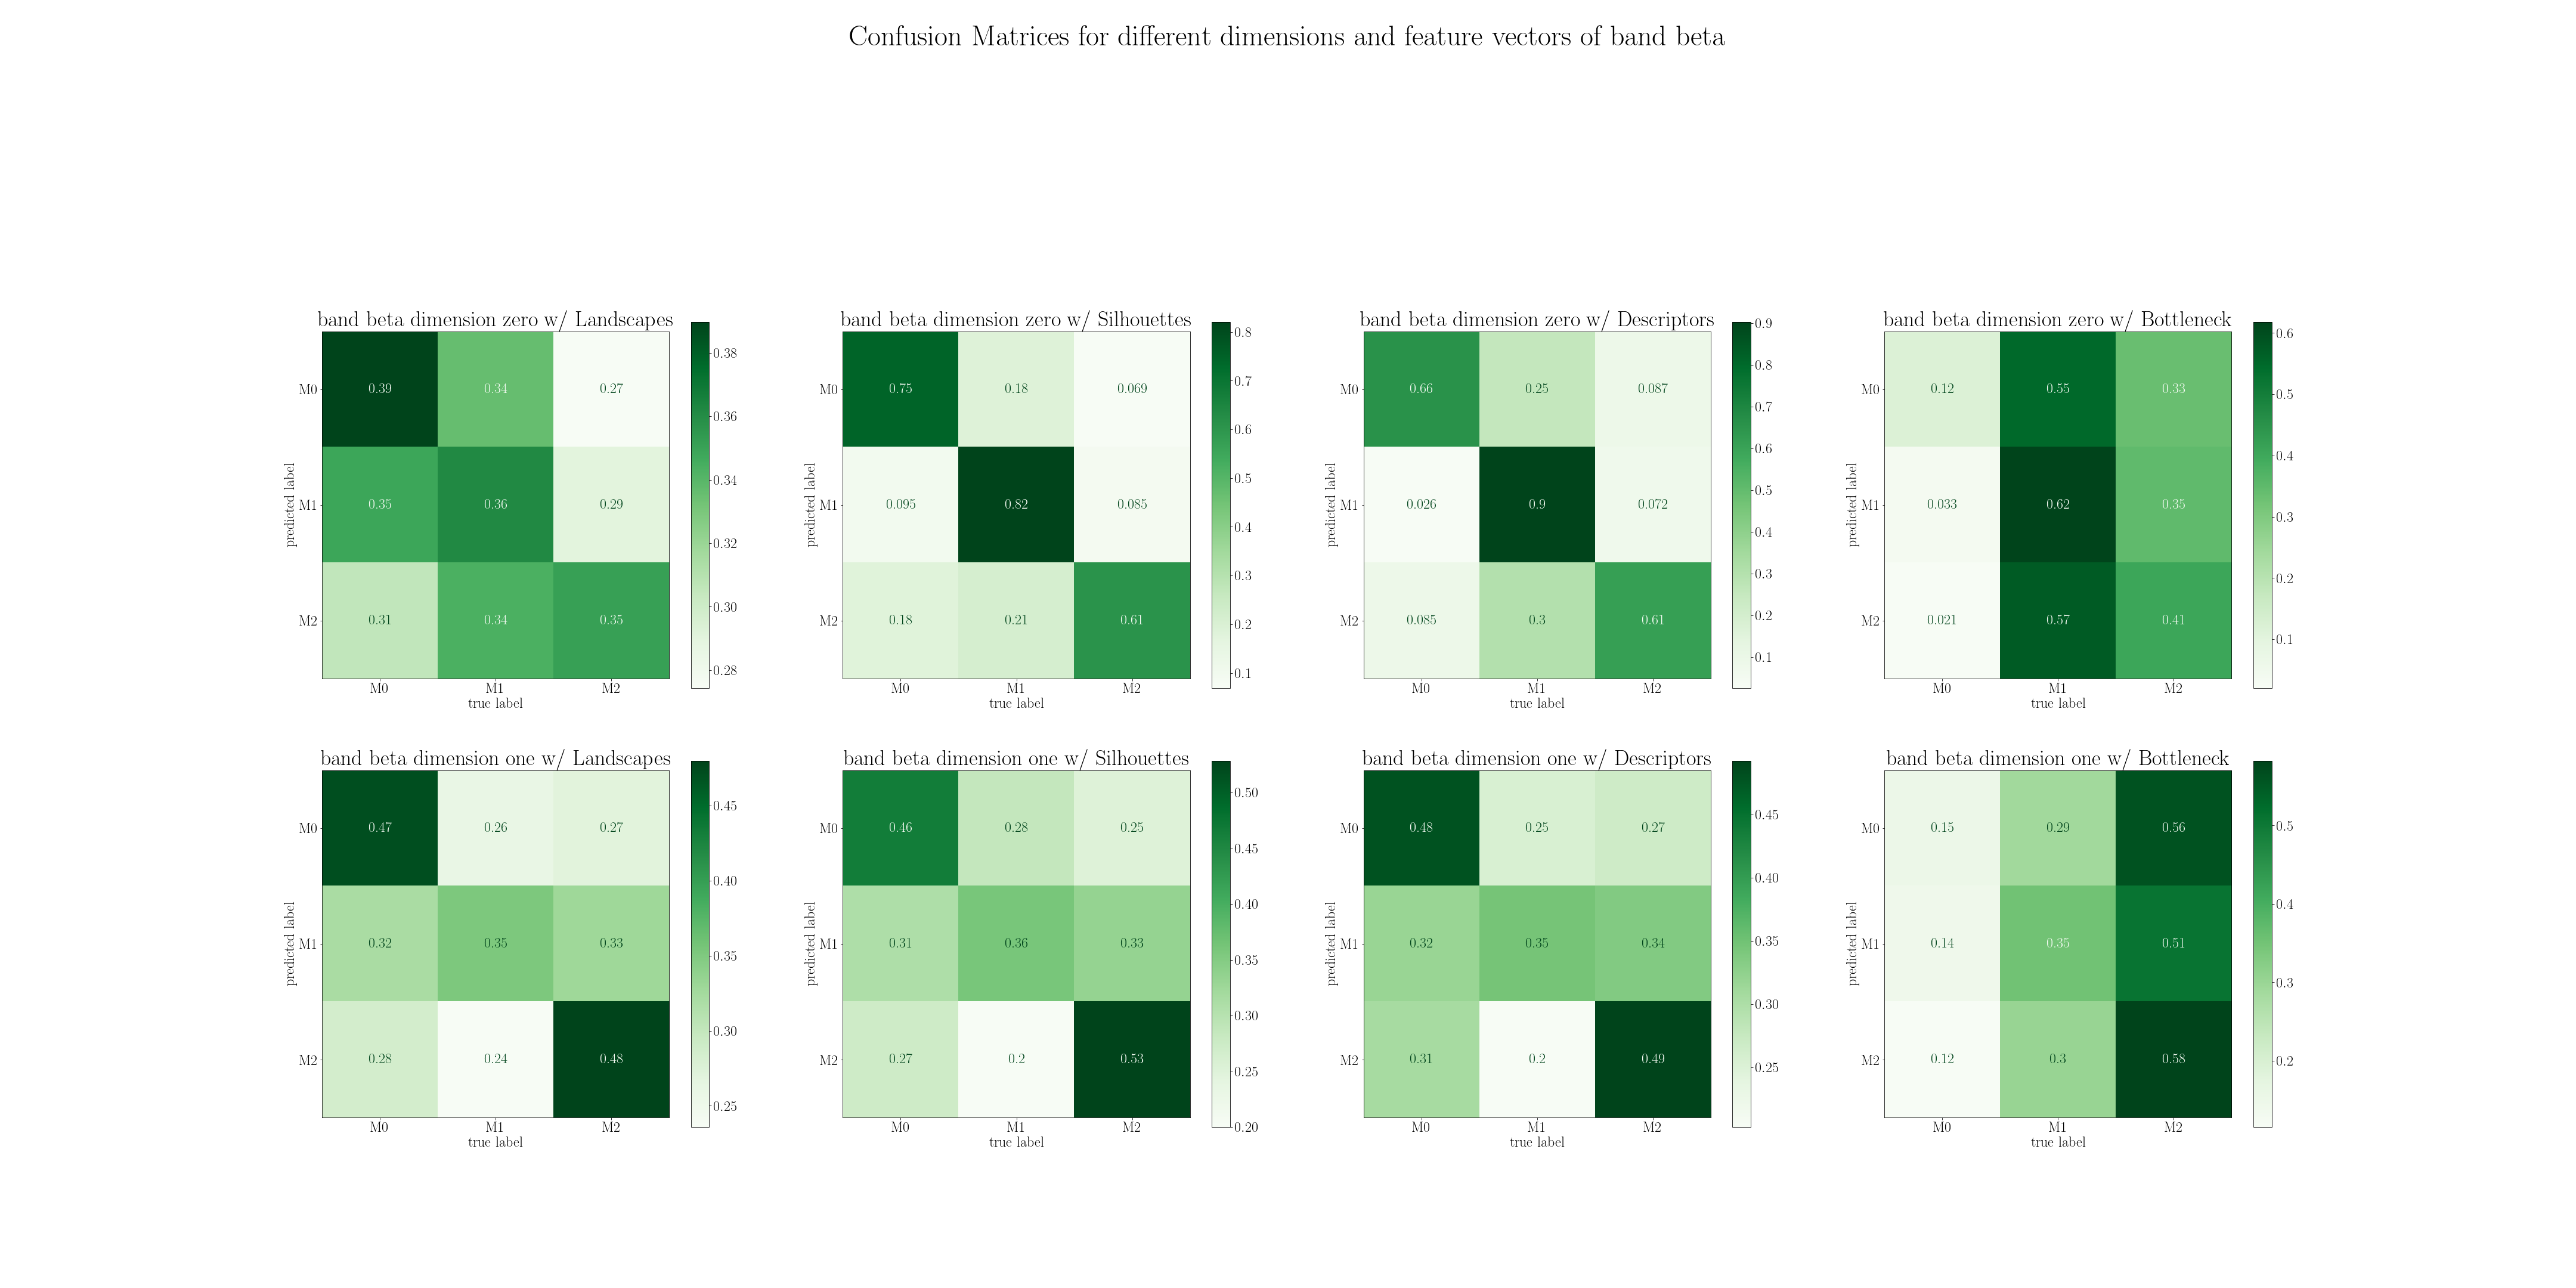 Confusion Matrices for different dimensions and feature vectors of band beta
band beta dimension zero w/ Landscapes
predicted label
M0 0.39 0.34 0.27
M1 0.35 0.36 0.29
M2 0.31 0.34 0.35
M0 M1 M2
true label
0.38
0.36
0.34
0.32
0.30
0.28
band beta dimension zero w/ Silhouettes
predicted label
M0 0.75 0.18 0.069
M1 0.095 0.82 0.085
M2 0.18 0.21 0.61
M0 M1 M2
true label
0.8
0.7
0.6
0.5
0.4
0.3
0.2
0.1
band beta dimension zero w/ Descriptors
predicted label
M0 0.66 0.25 0.087
M1 0.026 0.9 0.072
M2 0.085 0.3 0.61
M0 M1 M2
true label
0.9
0.8
0.7
0.6
0.5
0.4
0.3
0.2
0.1
band beta dimension zero w/ Bottleneck
predicted label
M0 0.12 0.55 0.33
M1 0.033 0.62 0.35
M2 0.021 0.57 0.41
M0 M1 M2
true label
0.6
0.5
0.4
0.3
0.2
0.1
band beta dimension one w/ Landscapes
predicted label
M0 0.47 0.26 0.27
M1 0.32 0.35 0.33
M2 0.28 0.24 0.48
M0 M1 M2
true label
0.45
0.40
0.35
0.30
0.25
band beta dimension one w/ Silhouettes
predicted label
M0 0.46 0.28 0.25
M1 0.31 0.36 0.33
M2 0.27 0.2 0.53
M0 M1 M2
true label
0.50
0.45
0.40
0.35
0.30
0.25
0.20
band beta dimension one w/ Descriptors
predicted label
M0 0.48 0.25 0.27
M1 0.32 0.35 0.34
M2 0.31 0.2 0.49
M0 M1 M2
true label
0.45
0.40
0.35
0.30
0.25
band beta dimension one w/ Bottleneck
predicted label
M0 0.15 0.29 0.56
M1 0.14 0.35 0.51
M2 0.12 0.3 0.58
M0 M1 M2
true label
0.5
0.4
0.3
0.2